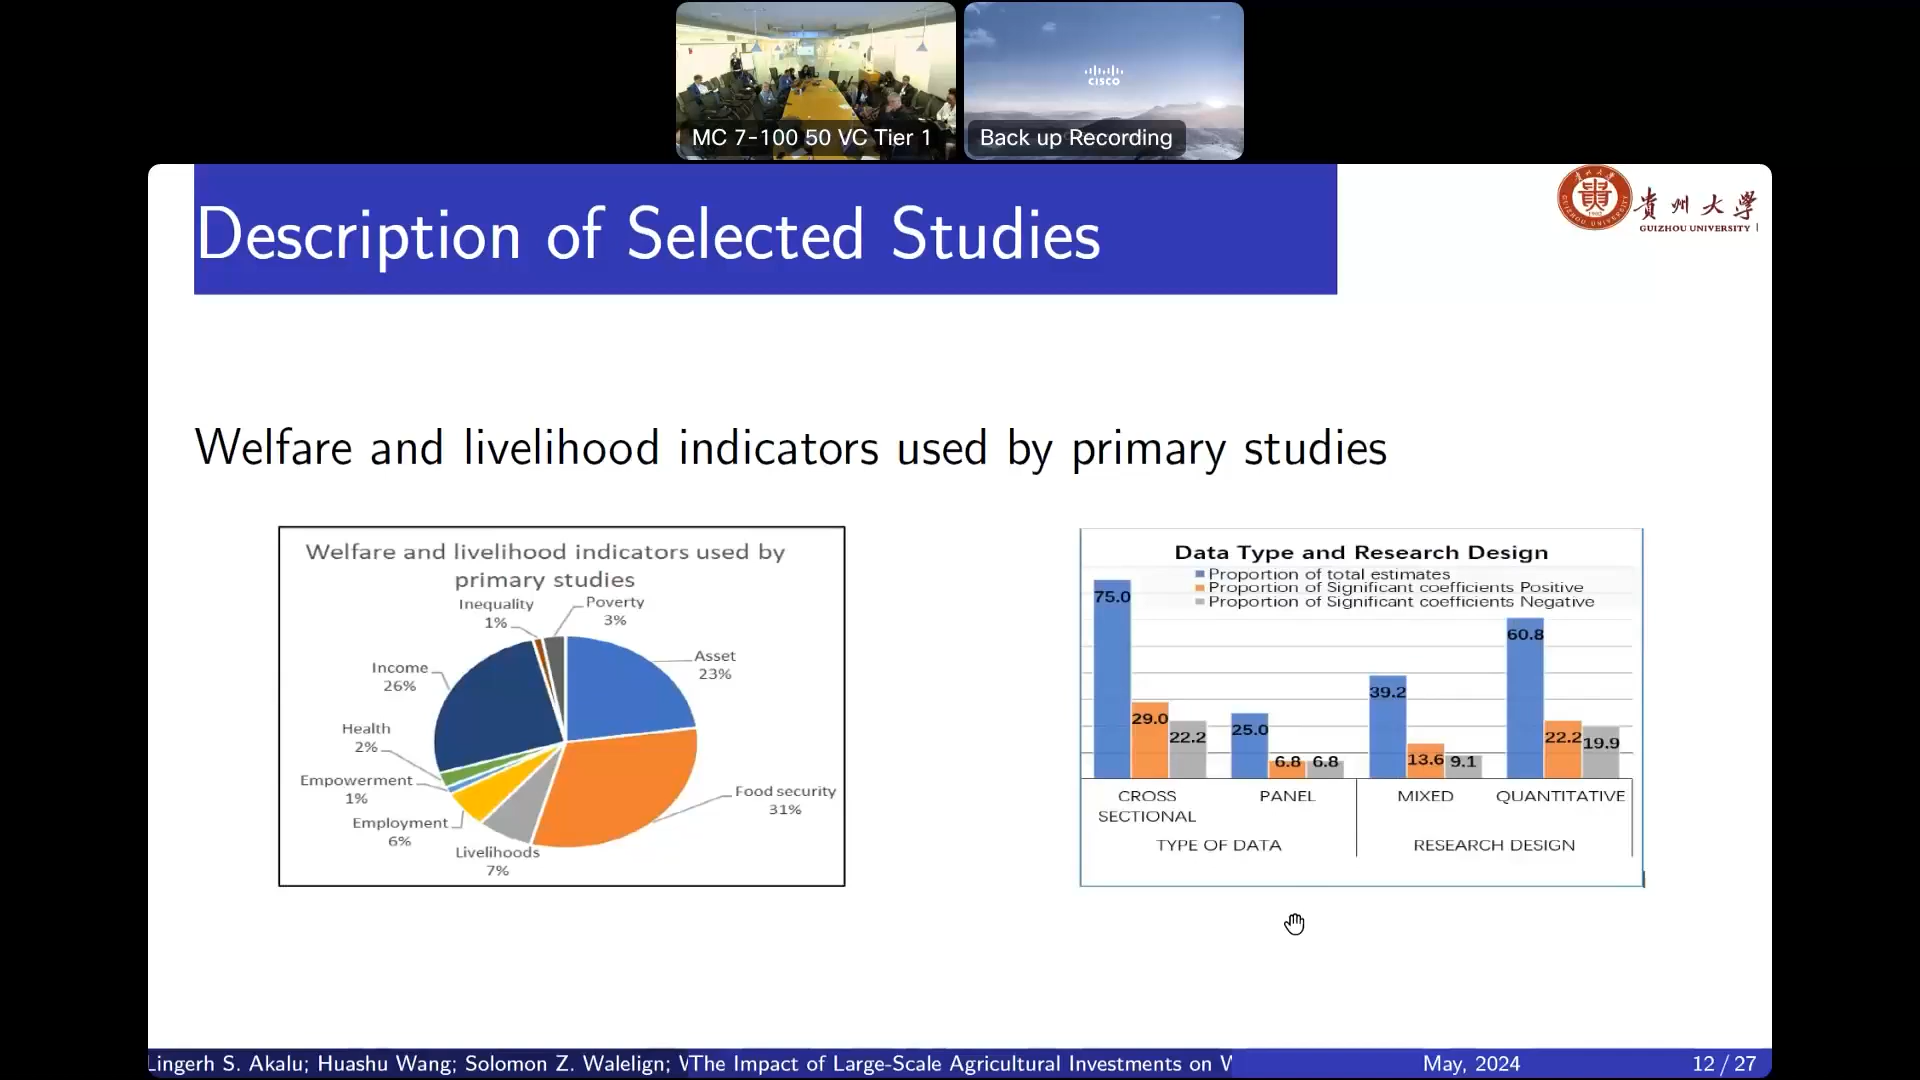 CISCO
MC 7-100 50 VC Tier 1
Back up Recording
Description of Selected Studies
貴州大学
GUIZHOU UNIVERSITY
Welfare and livelihood indicators used by primary studies
Welfare and livelihood indicators used by
primary studies
Inequality
1%
Poverty
3%
Asset
23%
Income
26%
Health
2%
Empowerment
1%
Employment
6%
Livelihoods
7%
Food security
31%
Data Type and Research Design
Proportion of total estimates
Proportion of Significant coefficients Positive
Proportion of Significant coefficients Negative
75.0
29.0
22.2
25.0
6.8
6.8
39.2
13.6
9.1
60.8
22.2
19.9
CROSS
SECTIONAL
PANEL
MIXED
QUANTITATIVE
TYPE OF DATA
RESEARCH DESIGN
Lingerh S. Akalu; Huashu Wang; Solomon Z. Walelign; V
The Impact of Large-Scale Agricultural Investments on W
May, 2024
12 / 27